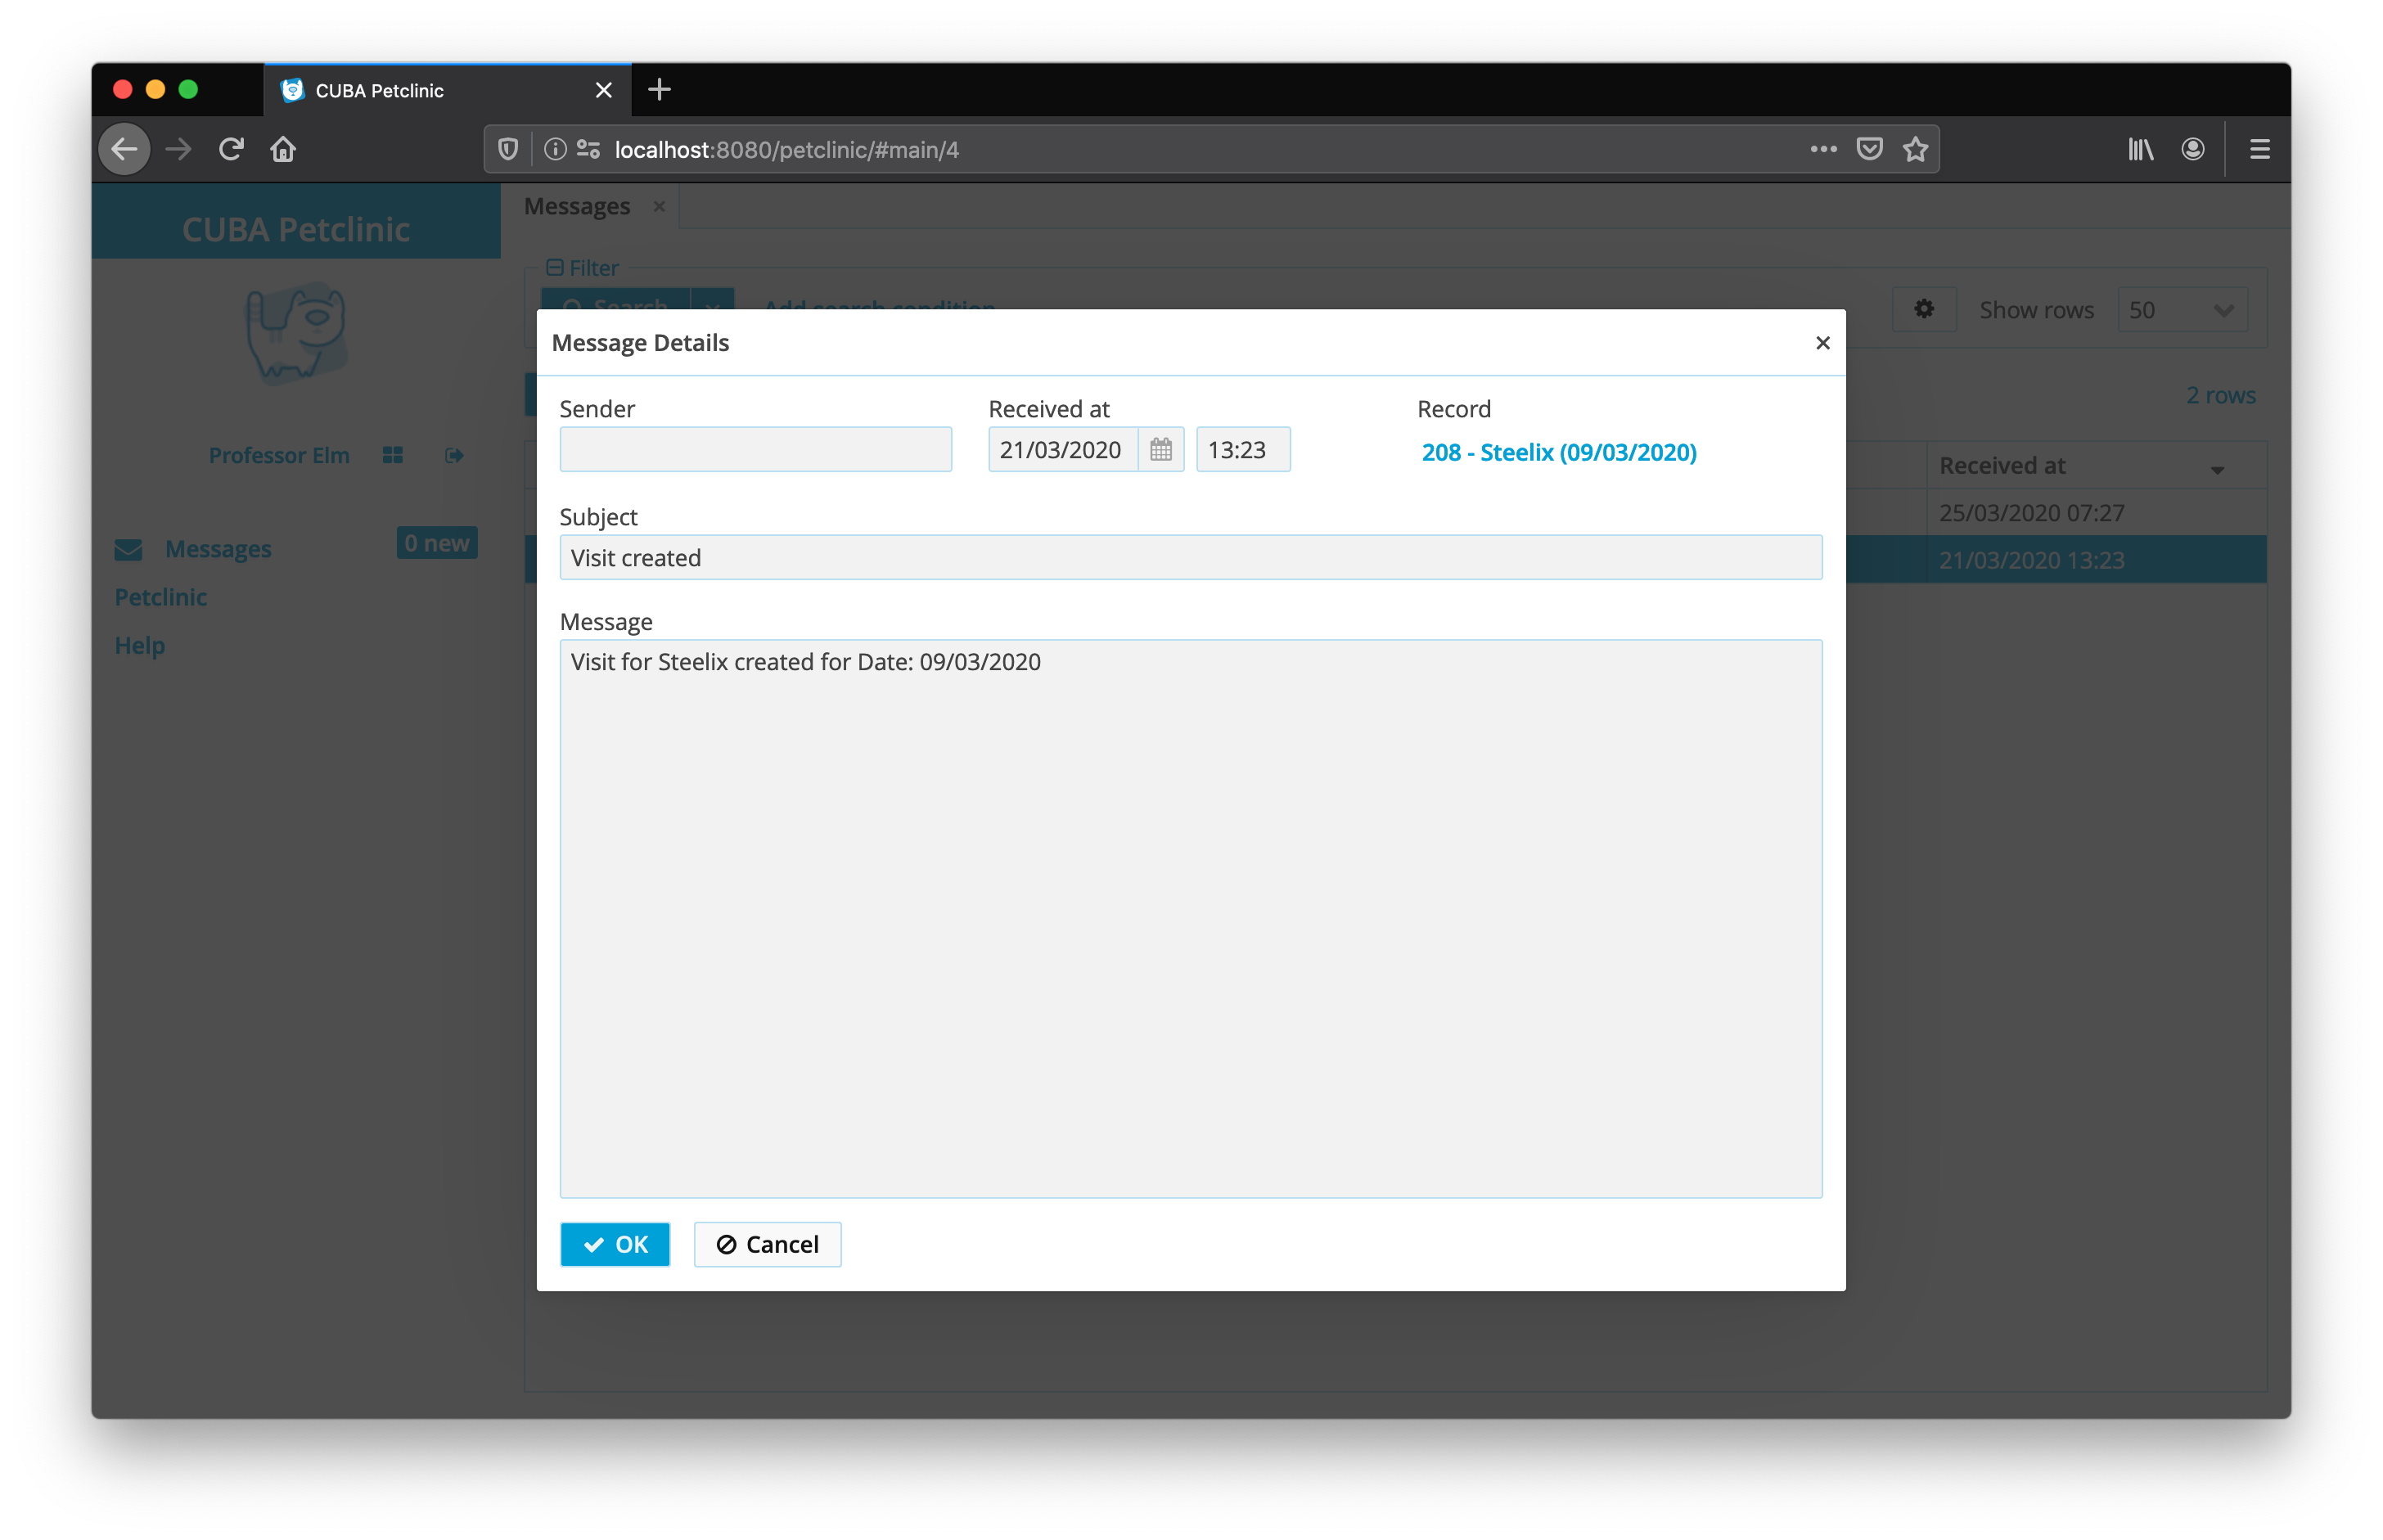 CUBA Petclinic
localhost:8080/petclinic/#main/4
CUBA Petclinic
Messages
Filter
Search
Add search condition
Show rows
50
2 rows
Professor Elm
Messages
0 new
Petclinic
Help
Received at
25/03/2020 07:27
21/03/2020 13:23
Message Details
Sender
Received at
Record
21/03/2020
13:23
208 - Steelix (09/03/2020)
Subject
Visit created
Message
Visit for Steelix created for Date: 09/03/2020
OK
Cancel